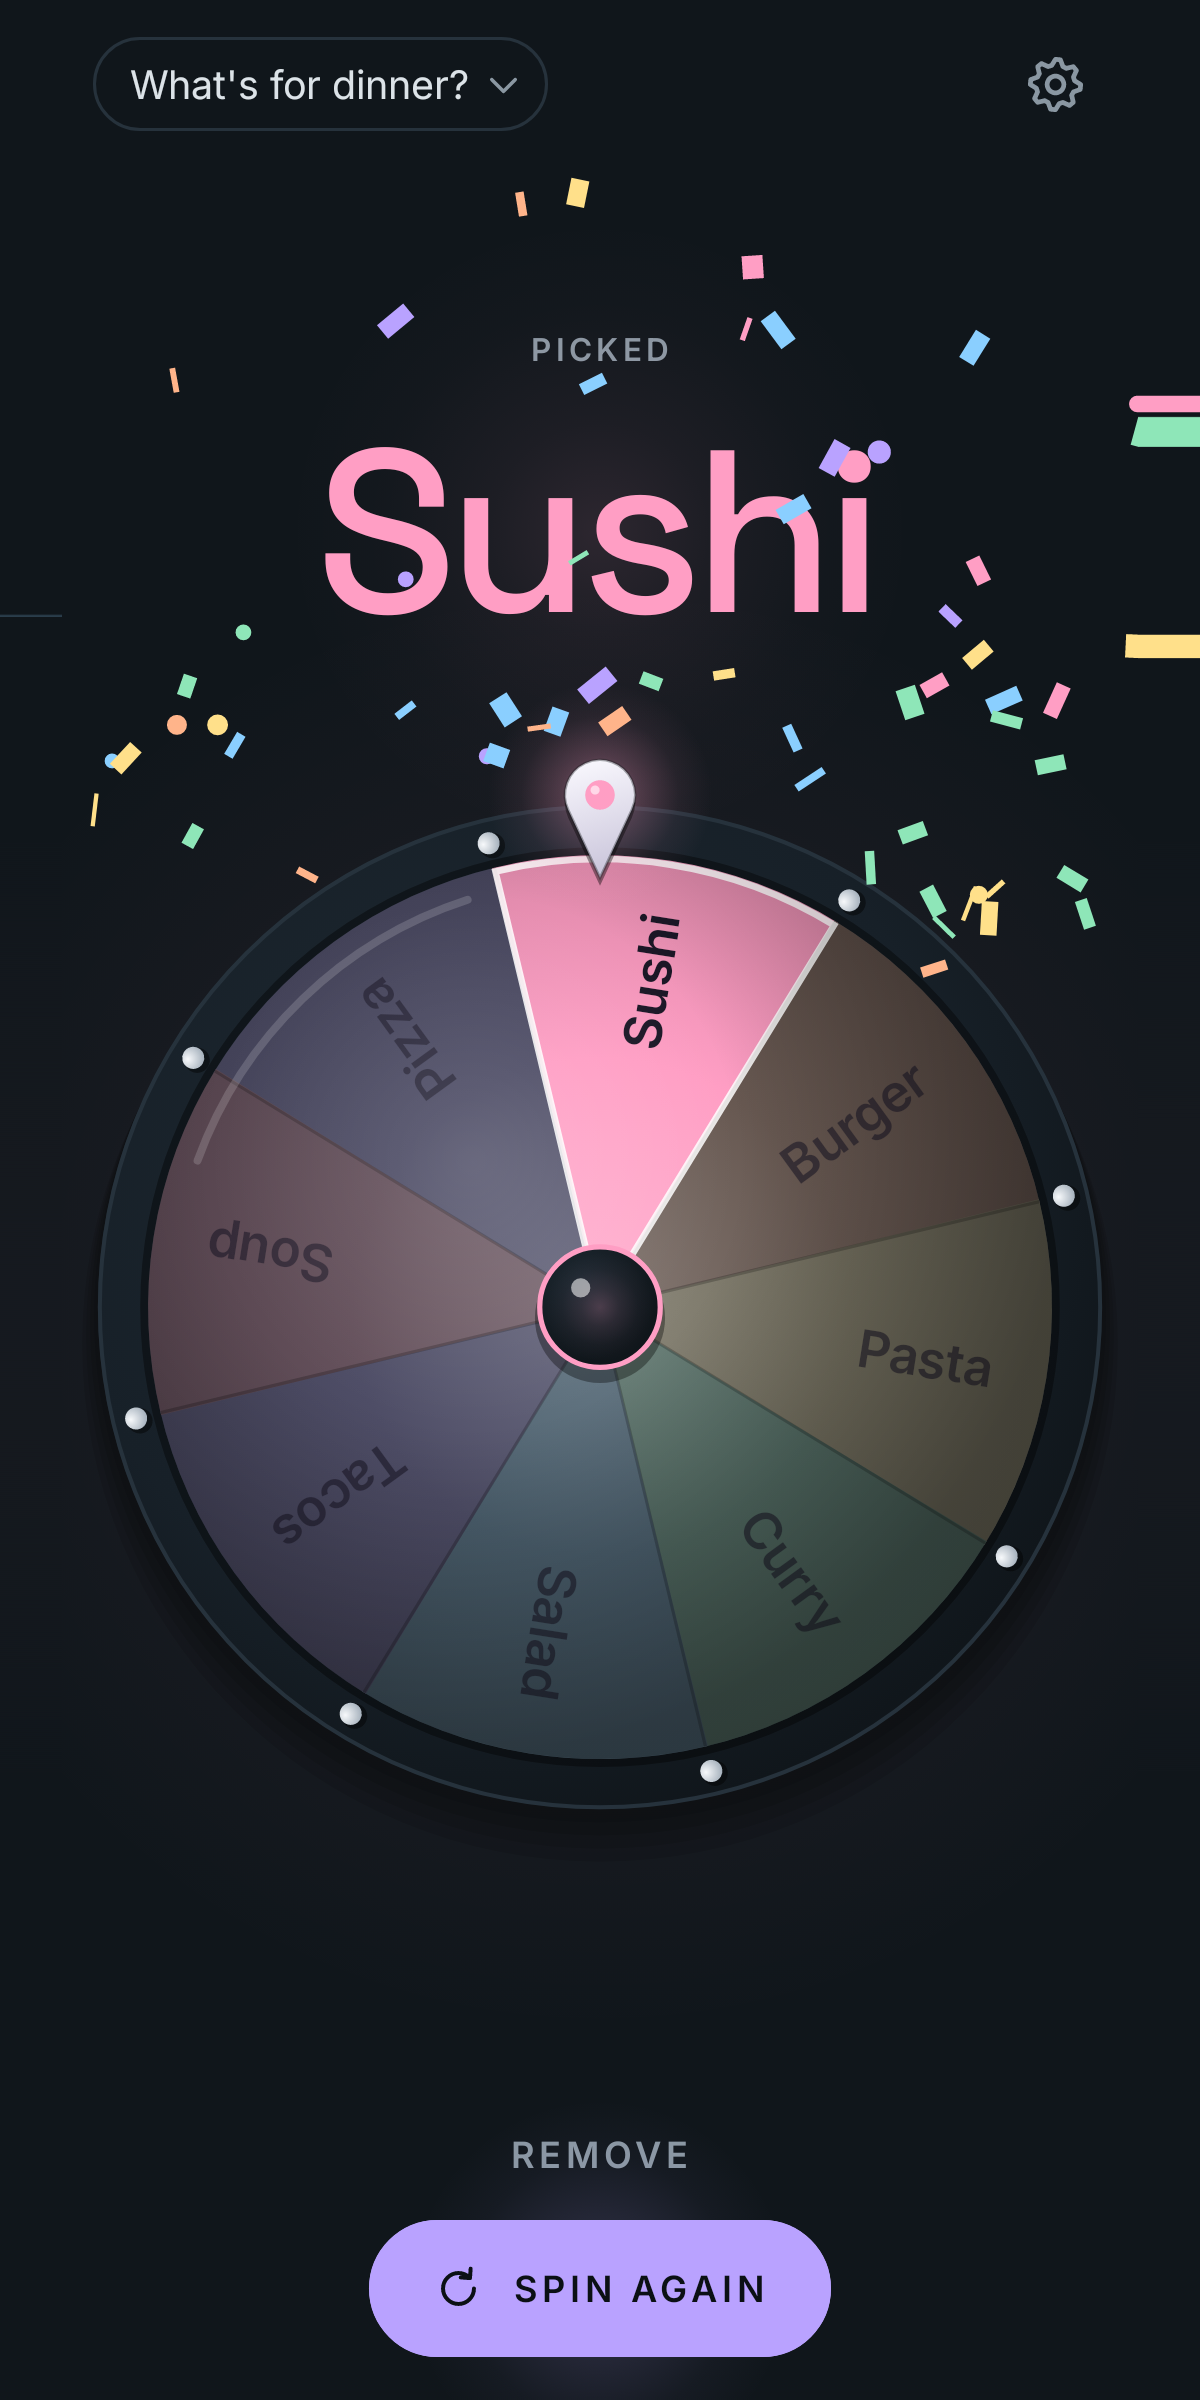 What's for dinner?
PICKED
Sushi
Sushi
Pizza
Burger
Soup
Pasta
Tacos
Curry
Salad
REMOVE
SPIN AGAIN